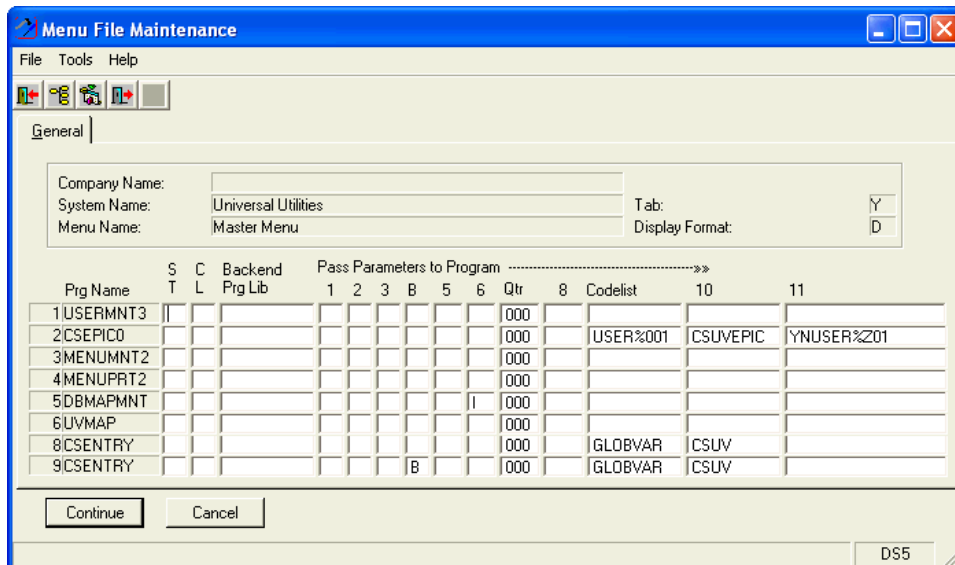 Menu File Maintenance
File Tools Help
General
Company Name:
System Name: Universal Utilities Tab: Y
Menu Name: Master Menu Display Format: D
S C Backend Pass Parameters to Program -------------------------------------------»»
Prg Name T L Prg Lib 1 2 3 B 5 6 Qtr 8 Codelist 10 11
1 USERMNT3 000
2 CSEPIC0 000 USER%001 CSUVEPIC YNUSER%Z01
3 MENUMNT2 000
4 MENUPRT2 000
5 DBMAPMNT I 000
6 UVMAP 000
8 CSENTRY 000 GLOBVAR CSUV
9 CSENTRY B 000 GLOBVAR CSUV
Continue Cancel
DS5